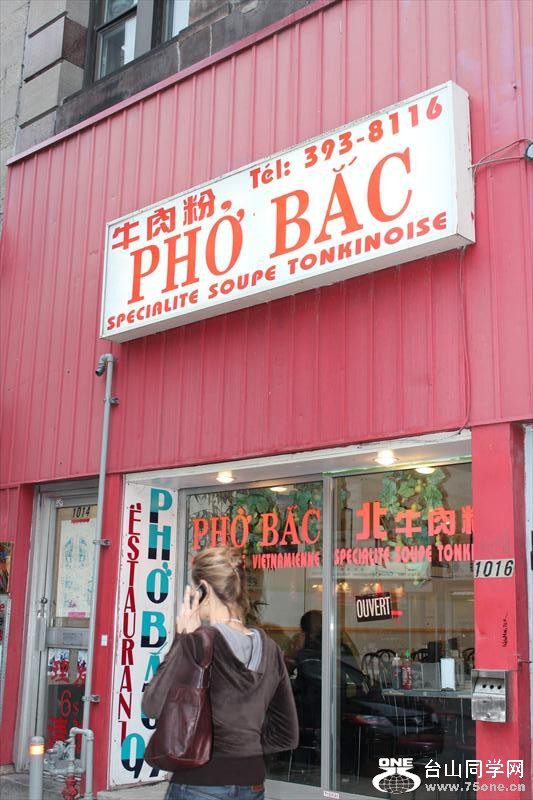 牛肉粉, Tél: 393-8116
PHỞ BẮC
SPECIALITE SOUPE TONKINOISE
1014
RESTAURANT
PHỞ BẮC 97
PHỞ BẮC 北牛肉粉
VIETNAMIENNE SPECIALITE SOUPE TONKI
1016
OUVERT
ONE 台山同学网
www.75one.cn